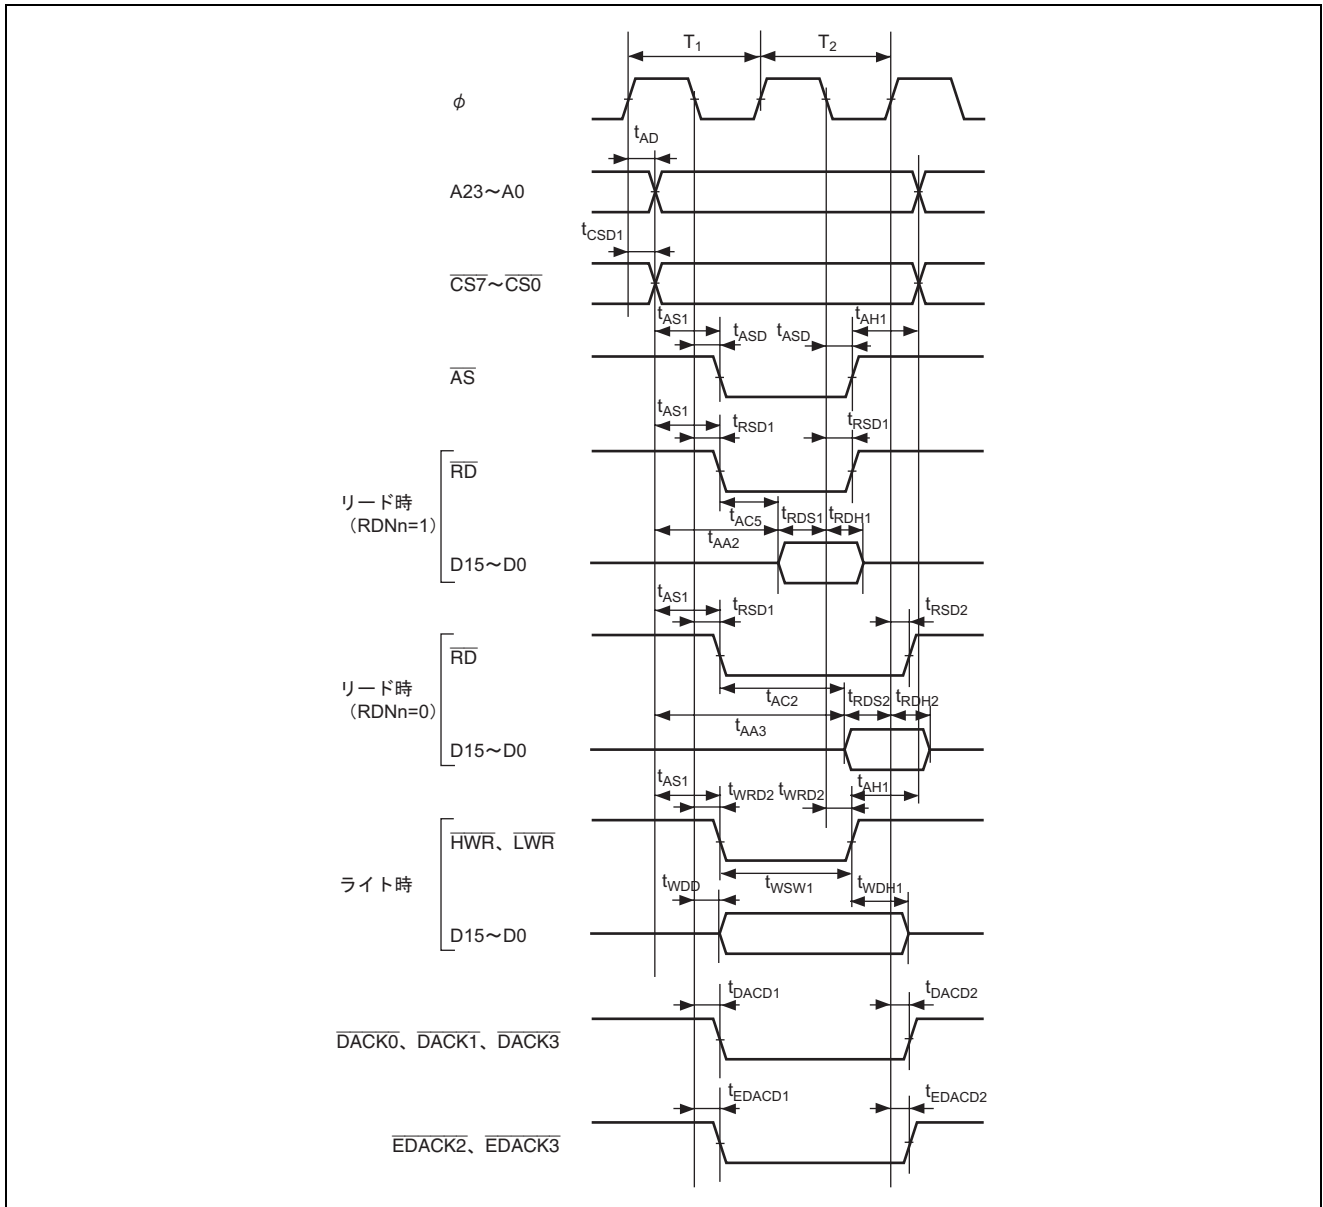 T1 T2
φ
tAD
A23〜A0
tCSD1
CS7〜CS0
tAS1 tASD tASD tAH1
AS
tAS1 tRSD1 tRSD1
RD
リード時
（RDNn=1）
tAC5 tRDS1 tRDH1
tAA2
D15〜D0
tAS1 tRSD1 tRSD2
RD
リード時
（RDNn=0）
tAC2 tRDS2 tRDH2
tAA3
D15〜D0
tAS1 tWRD2 tWRD2 tAH1
HWR、LWR
ライト時
tWDD tWSW1 tWDH1
D15〜D0
tDACD1 tDACD2
DACK0、DACK1、DACK3
tEDACD1 tEDACD2
EDACK2、EDACK3